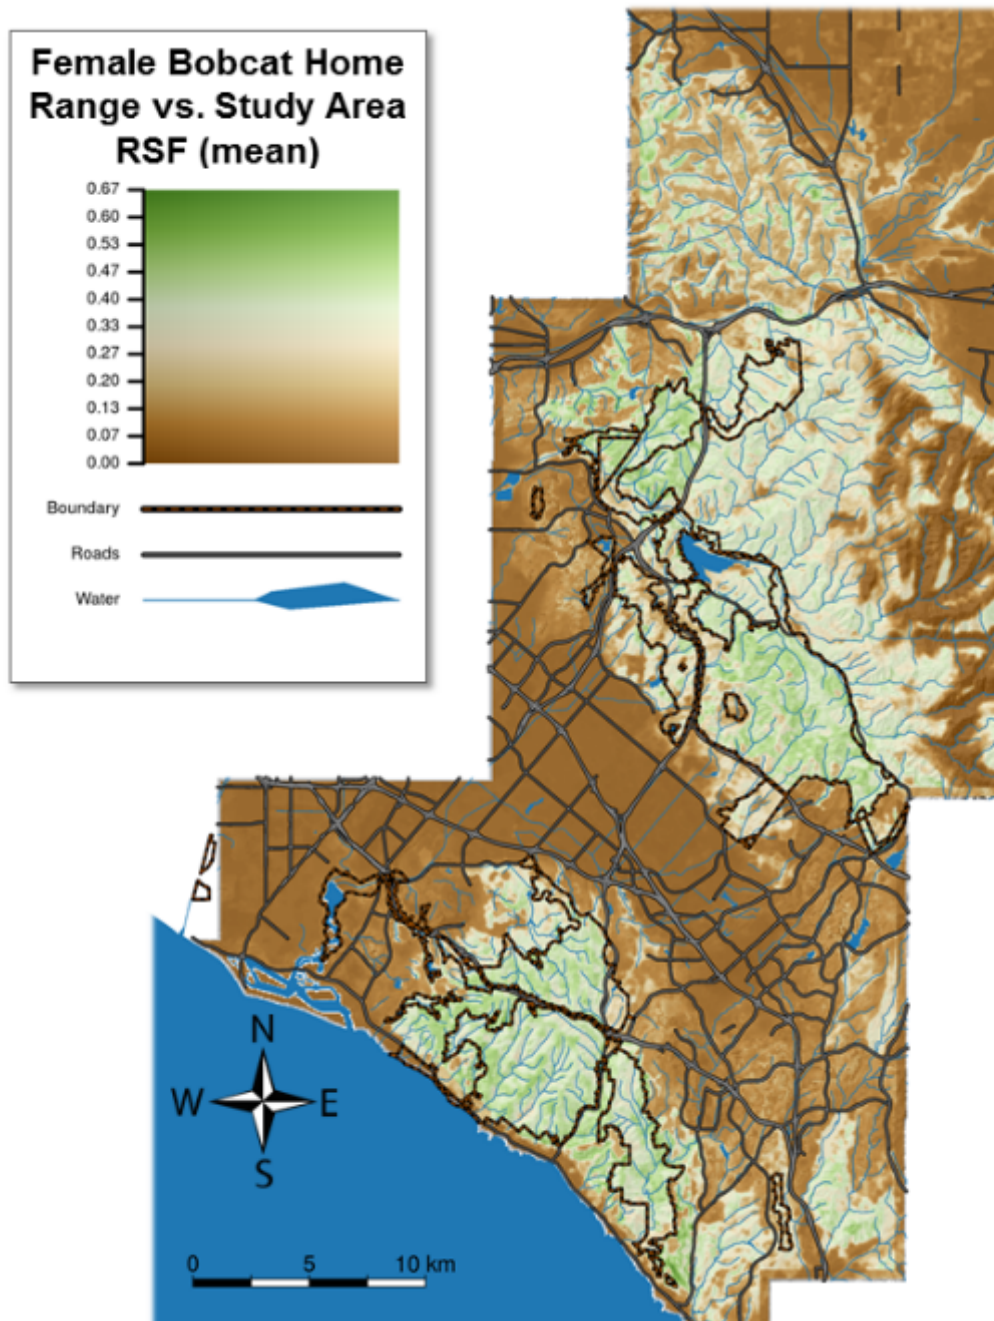 Female Bobcat Home
Range vs. Study Area
RSF (mean)
0.67
0.60
0.53
0.47
0.40
0.33
0.27
0.20
0.13
0.07
0.00
Boundary
Roads
Water
N
W E
S
0 5 10 km